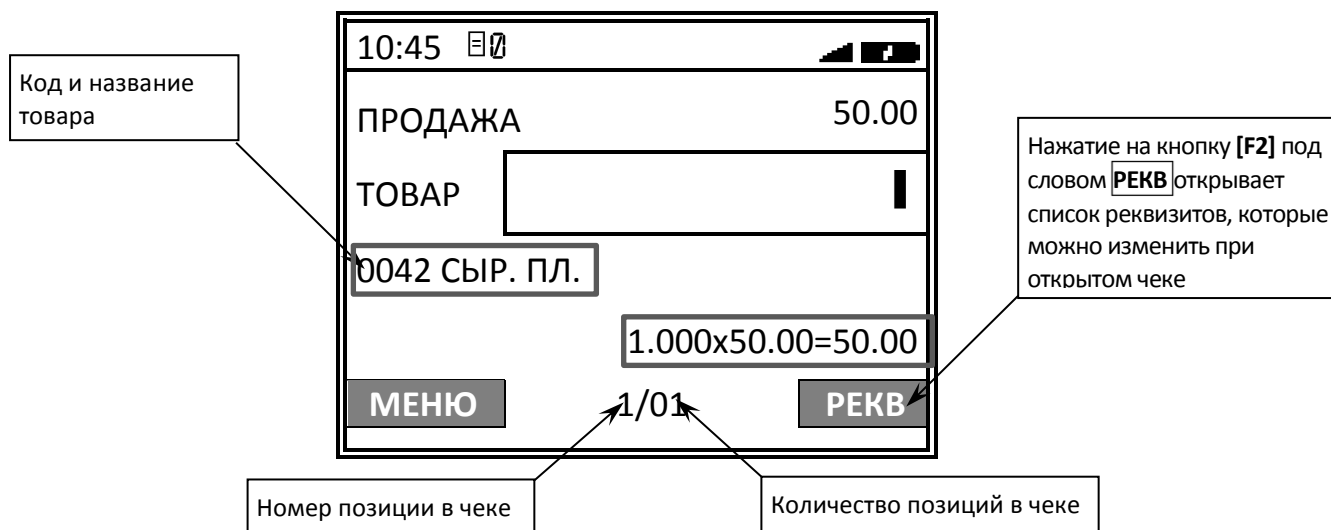 10:45
Код и название
товара
ПРОДАЖА 50.00
ТОВАР
Нажатие на кнопку [F2] под
словом РЕКВ открывает
список реквизитов, которые
можно изменить при
открытом чеке
0042 СЫР. ПЛ.
1.000x50.00=50.00
МЕНЮ 1/01 РЕКВ
Номер позиции в чеке
Количество позиций в чеке